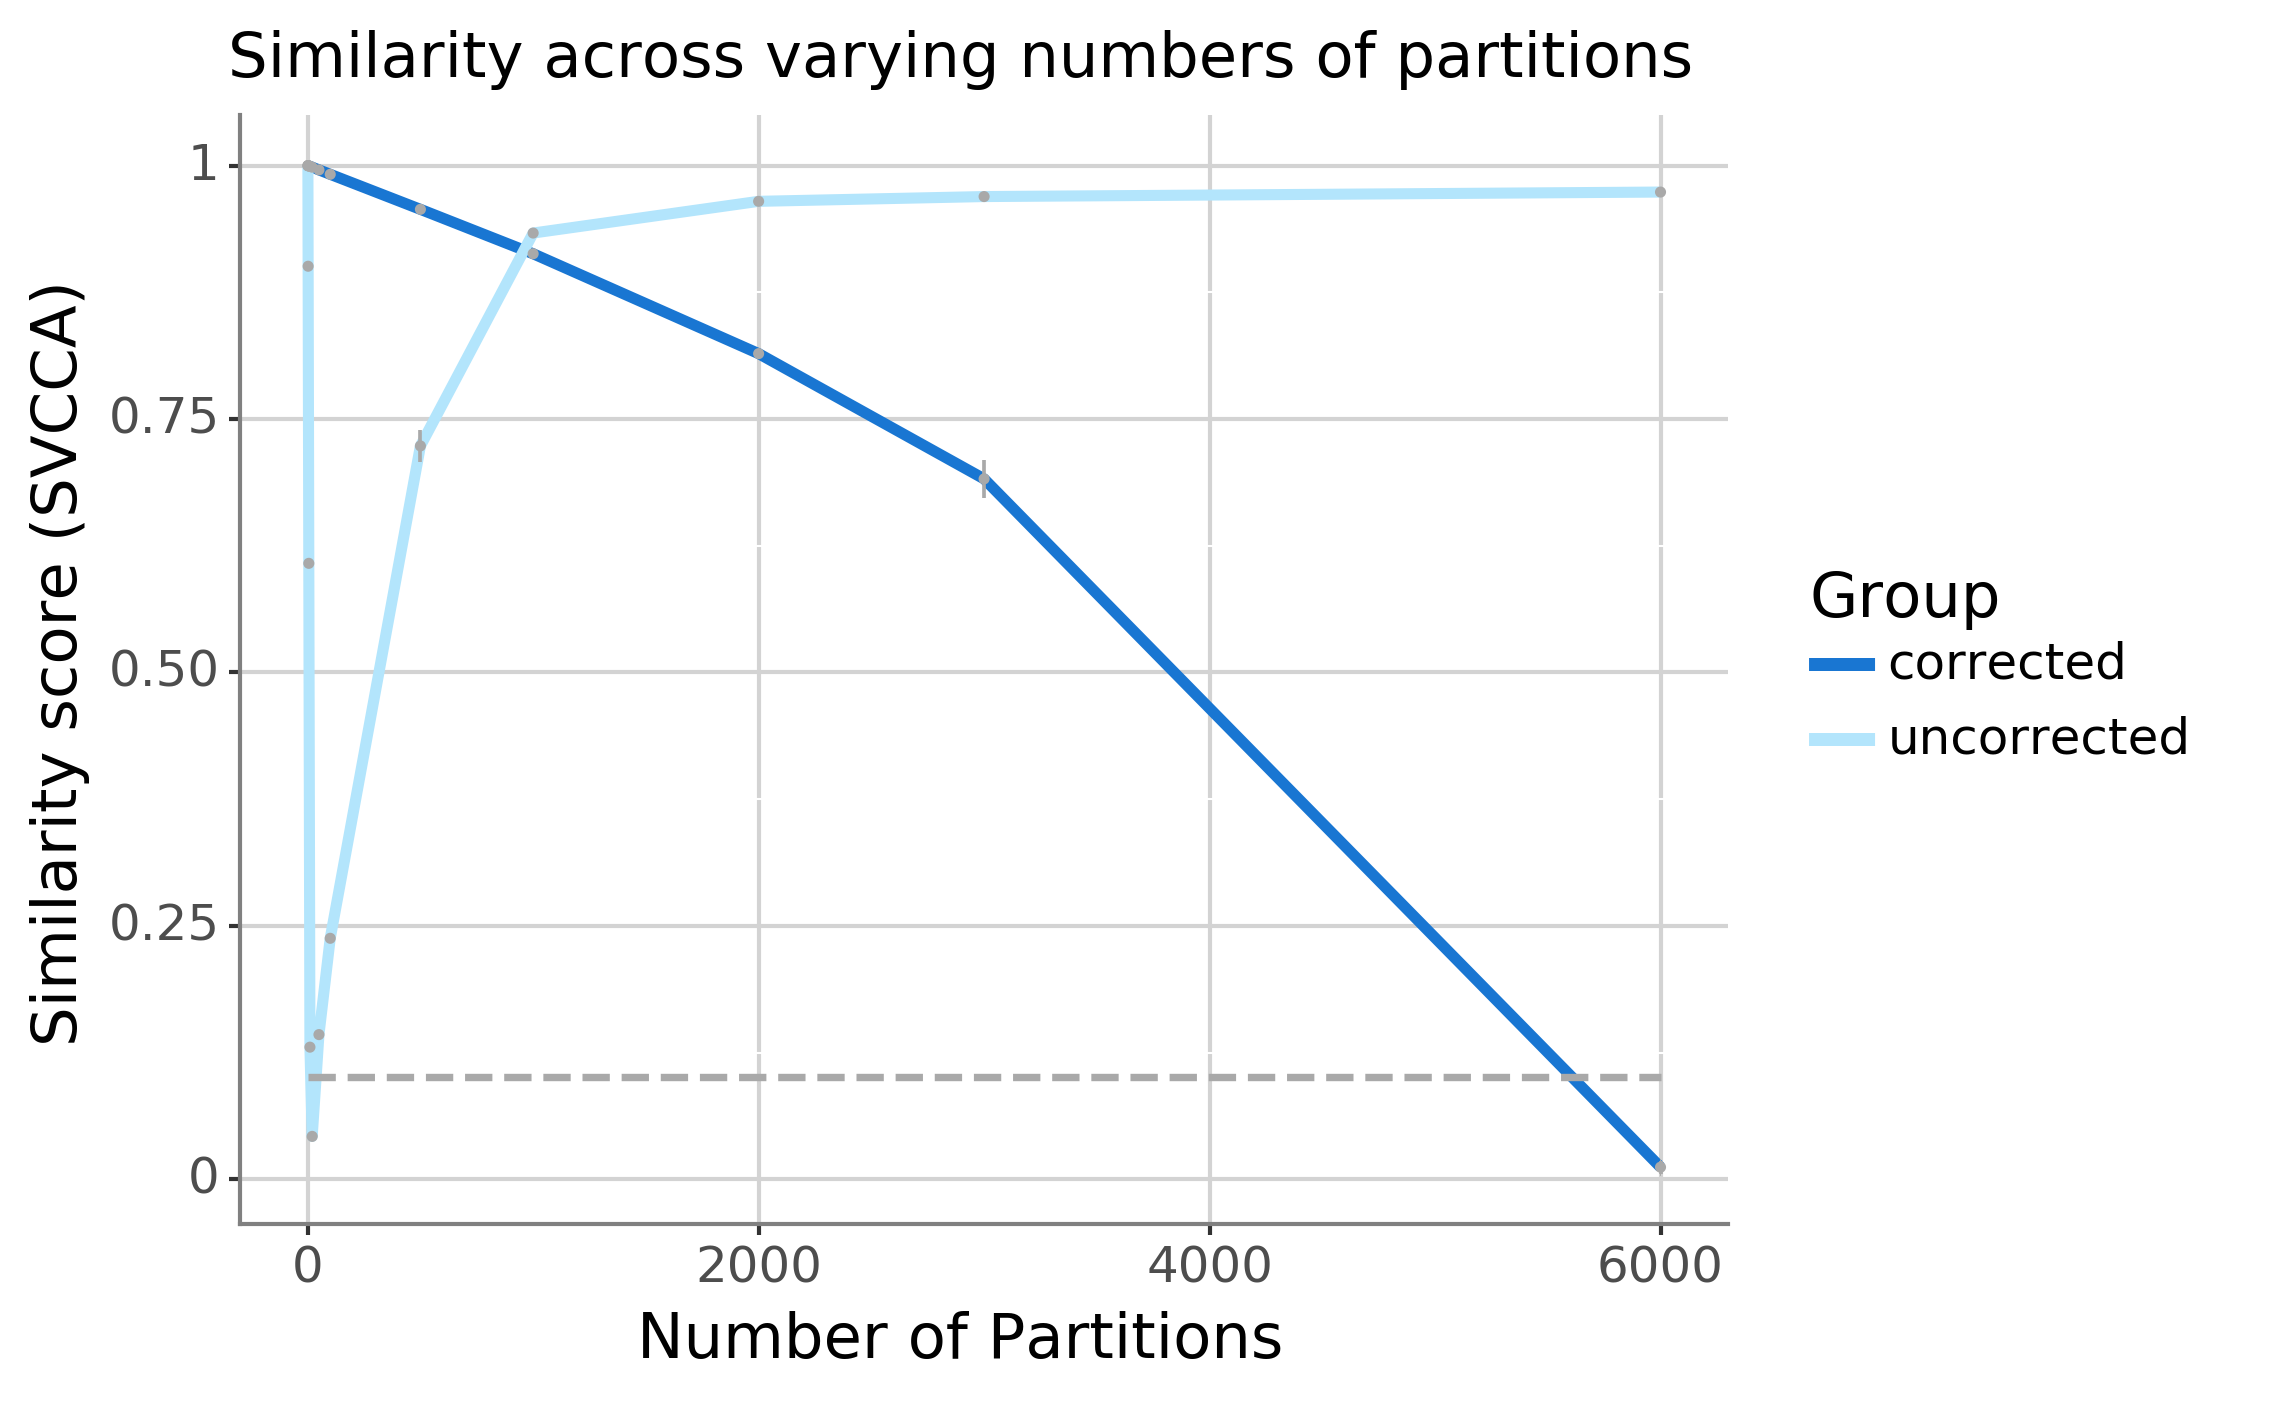 Similarity across varying numbers of partitions
Similarity score (SVCCA)
1
0.75
0.50
0.25
0
0
2000
4000
6000
Number of Partitions
Group
corrected
uncorrected